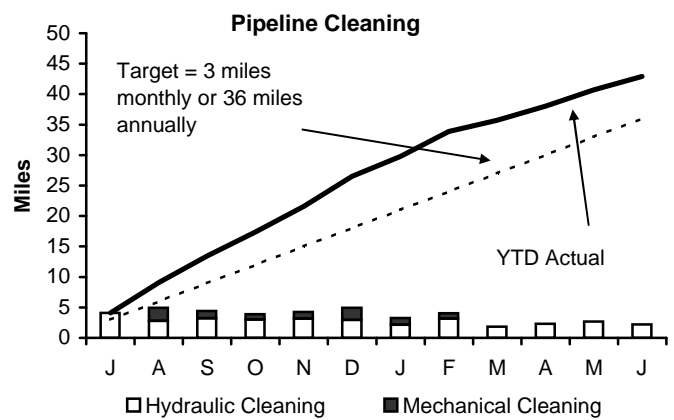 Pipeline Cleaning
50
45
40
35
30
25
20
15
10
5
0
Miles
Target = 3 miles
monthly or 36 miles
annually
YTD Actual
J A S O N D J F M A M J
Hydraulic Cleaning Mechanical Cleaning